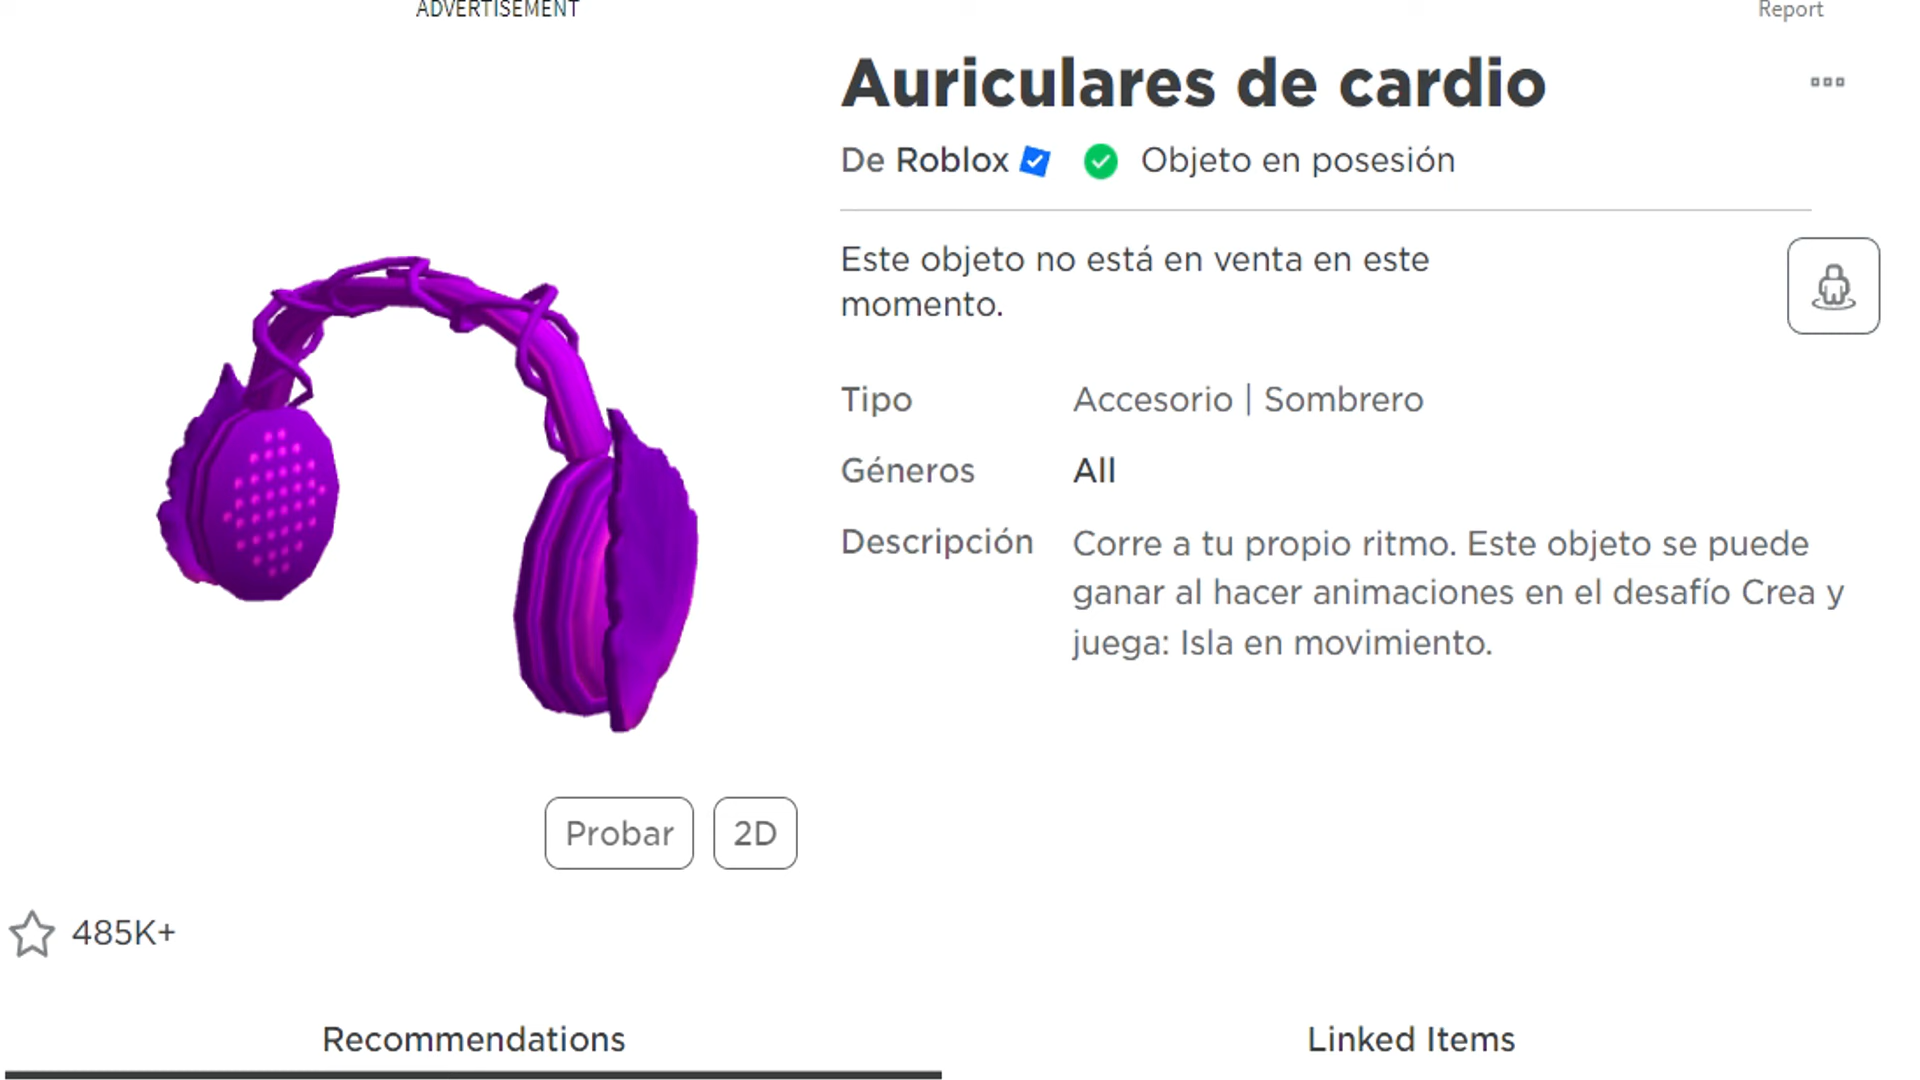 ADVERTISEMENT
Report
Auriculares de cardio
De Roblox Objeto en posesión
Este objeto no está en venta en este
momento.
Tipo Accesorio | Sombrero
Géneros All
Descripción Corre a tu propio ritmo. Este objeto se puede
ganar al hacer animaciones en el desafío Crea y
juega: Isla en movimiento.
Probar 2D
485K+
Recommendations Linked Items